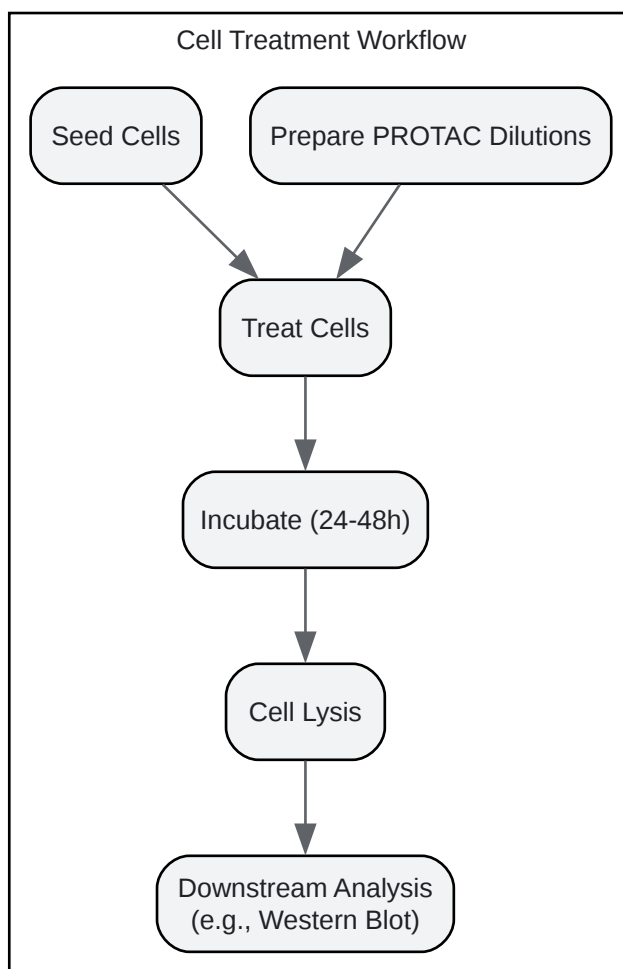 Cell Treatment Workflow
Seed Cells
Prepare PROTAC Dilutions
Treat Cells
Incubate (24-48h)
Cell Lysis
Downstream Analysis
(e.g., Western Blot)